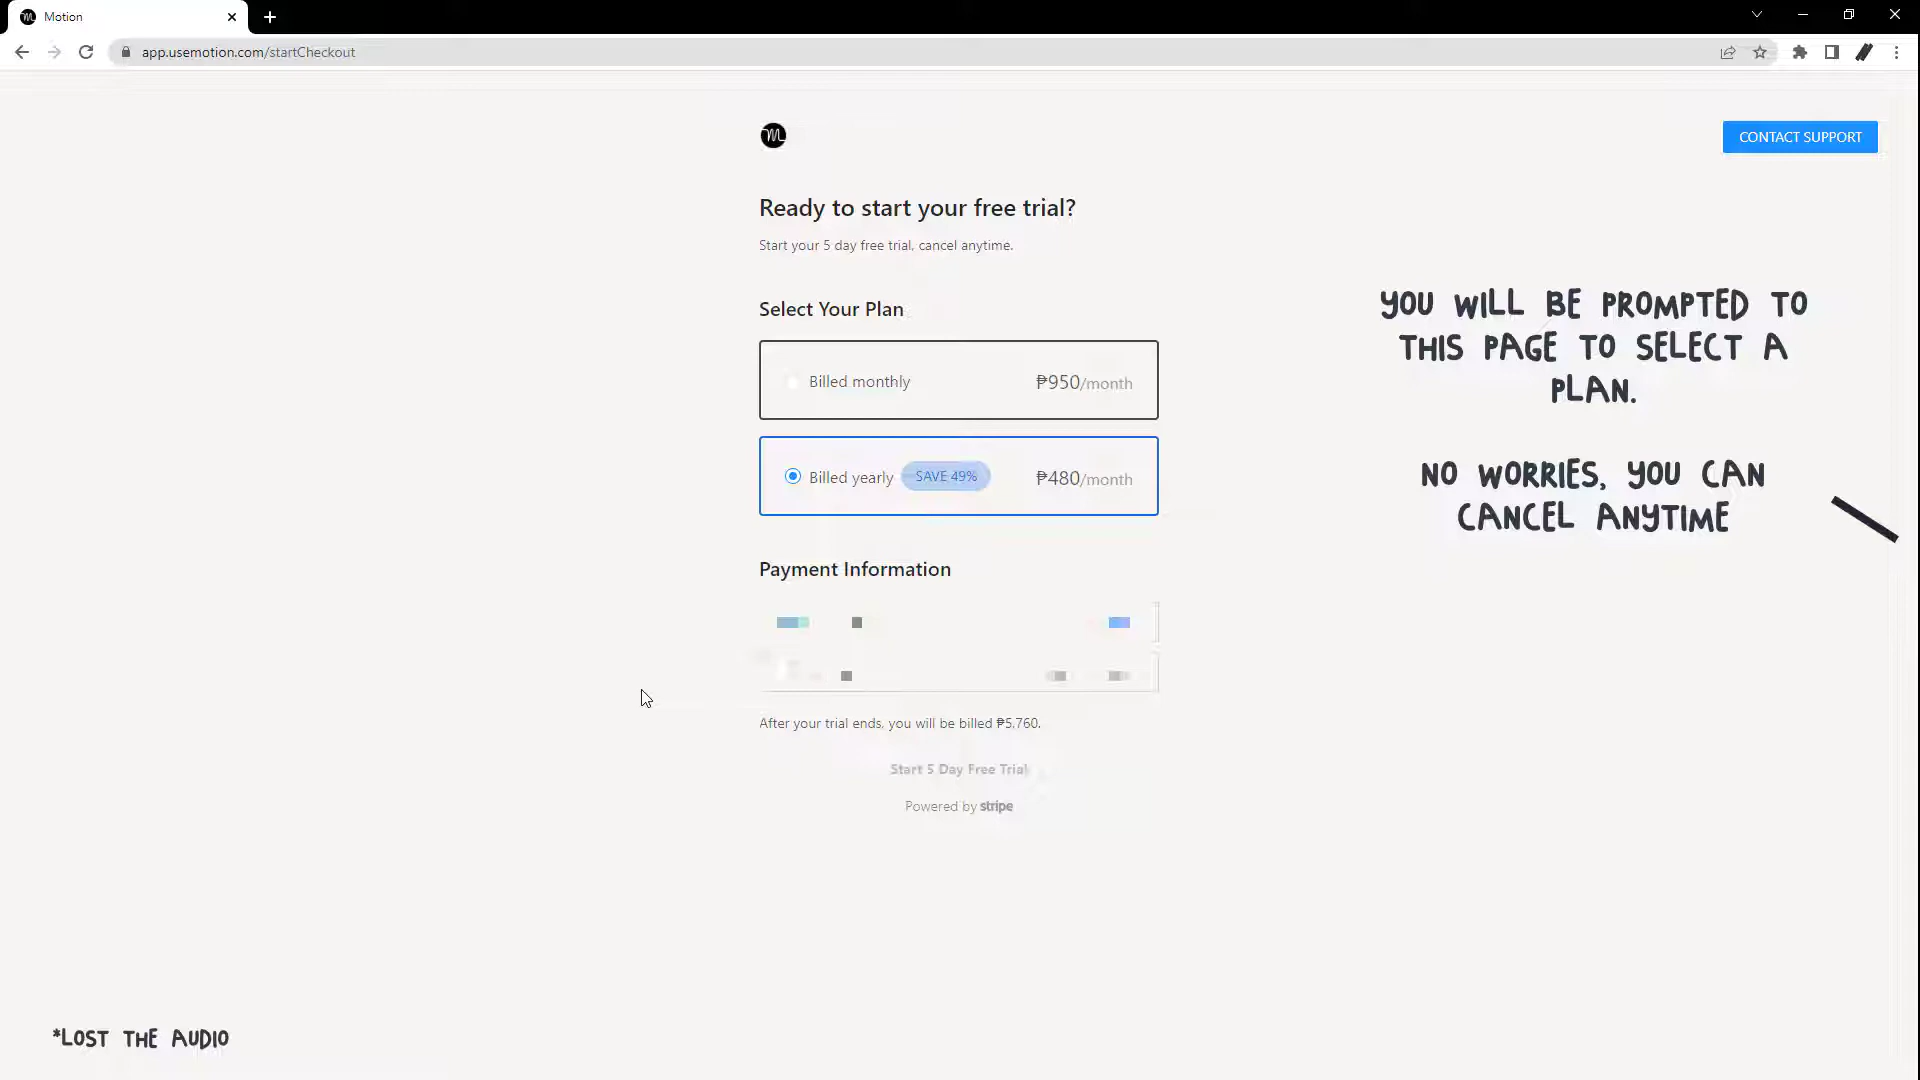 Motion
app.usemotion.com/startCheckout
CONTACT SUPPORT
Ready to start your free trial?
Start your 5 day free trial, cancel anytime.
Select Your Plan
Billed monthly ₱950/month
Billed yearly SAVE 49% ₱480/month
Payment Information
After your trial ends, you will be billed ₱5,760.
Start 5 Day Free Trial
Powered by stripe
YOU WILL BE PROMPTED TO
THIS PAGE TO SELECT A
PLAN.
NO WORRIES, YOU CAN
CANCEL ANYTIME
*LOST THE AUDIO